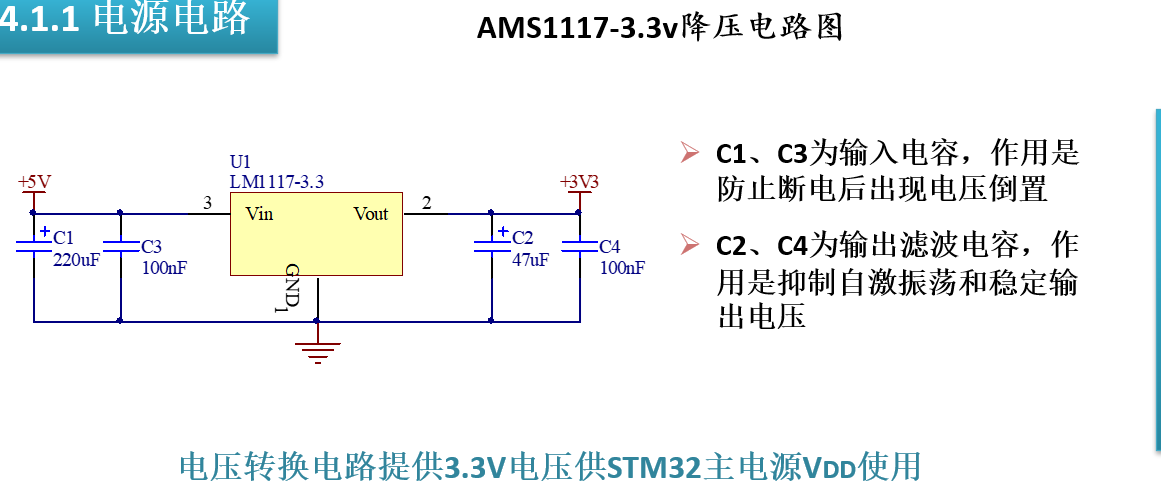 4.1.1 电源电路
AMS1117-3.3v降压电路图
U1
LM1117-3.3
+5V
3
Vin
Vout
2
+3V3
GND
1
C1
220uF
C3
100nF
C2
47uF
C4
100nF
C1、C3为输入电容，作用是
防止断电后出现电压倒置
C2、C4为输出滤波电容，作
用是抑制自激振荡和稳定输
出电压
电压转换电路提供3.3V电压供STM32主电源VDD使用